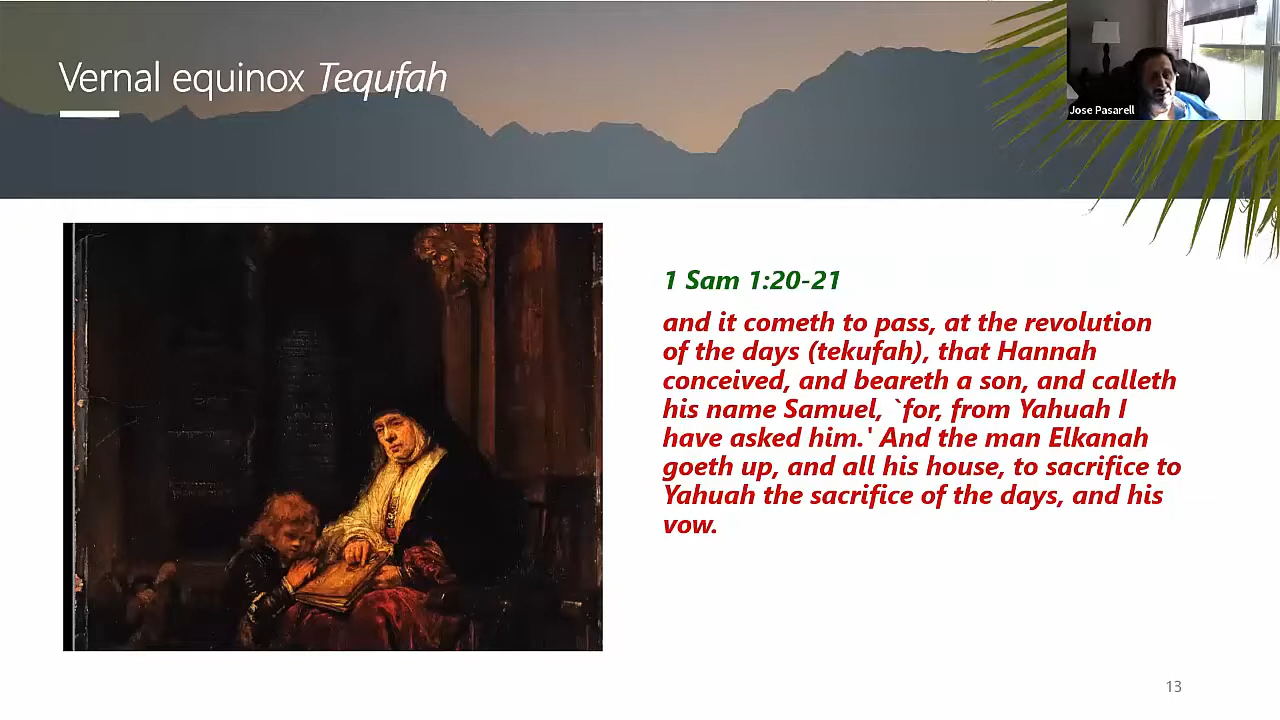 Vernal equinox Tequfah
Jose Pasarell
1 Sam 1:20-21
and it cometh to pass, at the revolution
of the days (tekufah), that Hannah
conceived, and beareth a son, and calleth
his name Samuel, `for, from Yahuah I
have asked him.' And the man Elkanah
goeth up, and all his house, to sacrifice to
Yahuah the sacrifice of the days, and his
vow.
13